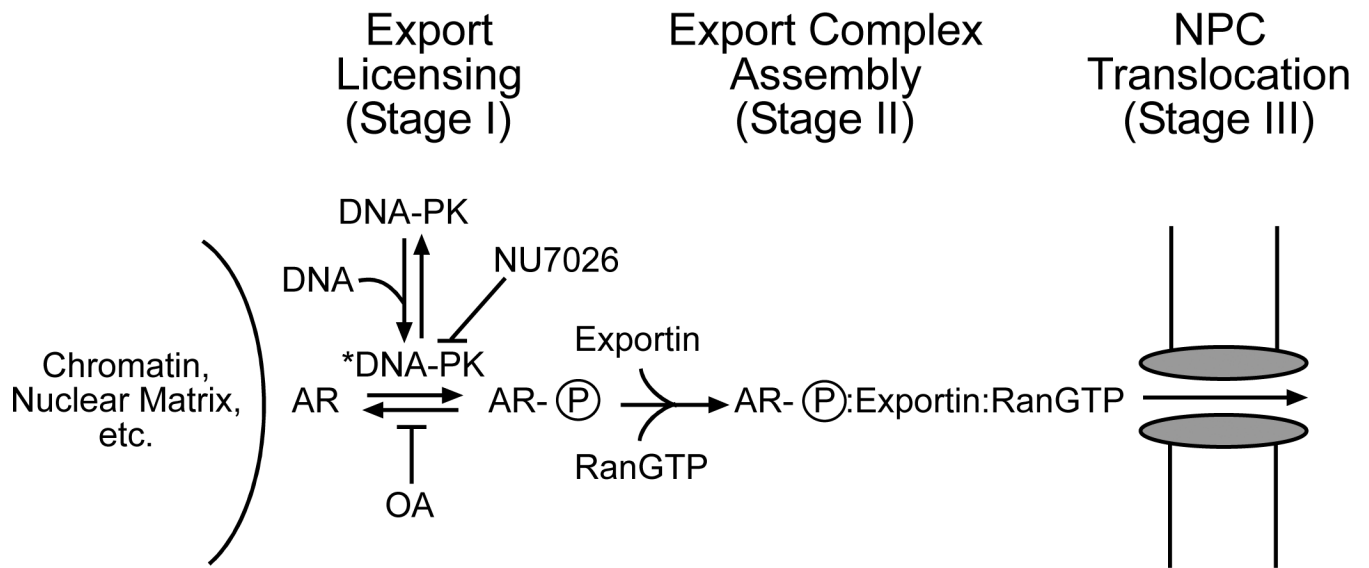 Export
Licensing
(Stage I)
Export Complex
Assembly
(Stage II)
NPC
Translocation
(Stage III)
DNA-PK
DNA
NU7026
*DNA-PK
Chromatin,
Nuclear Matrix,
etc.
AR
AR- P
Exportin
RanGTP
AR- P:Exportin:RanGTP
OA